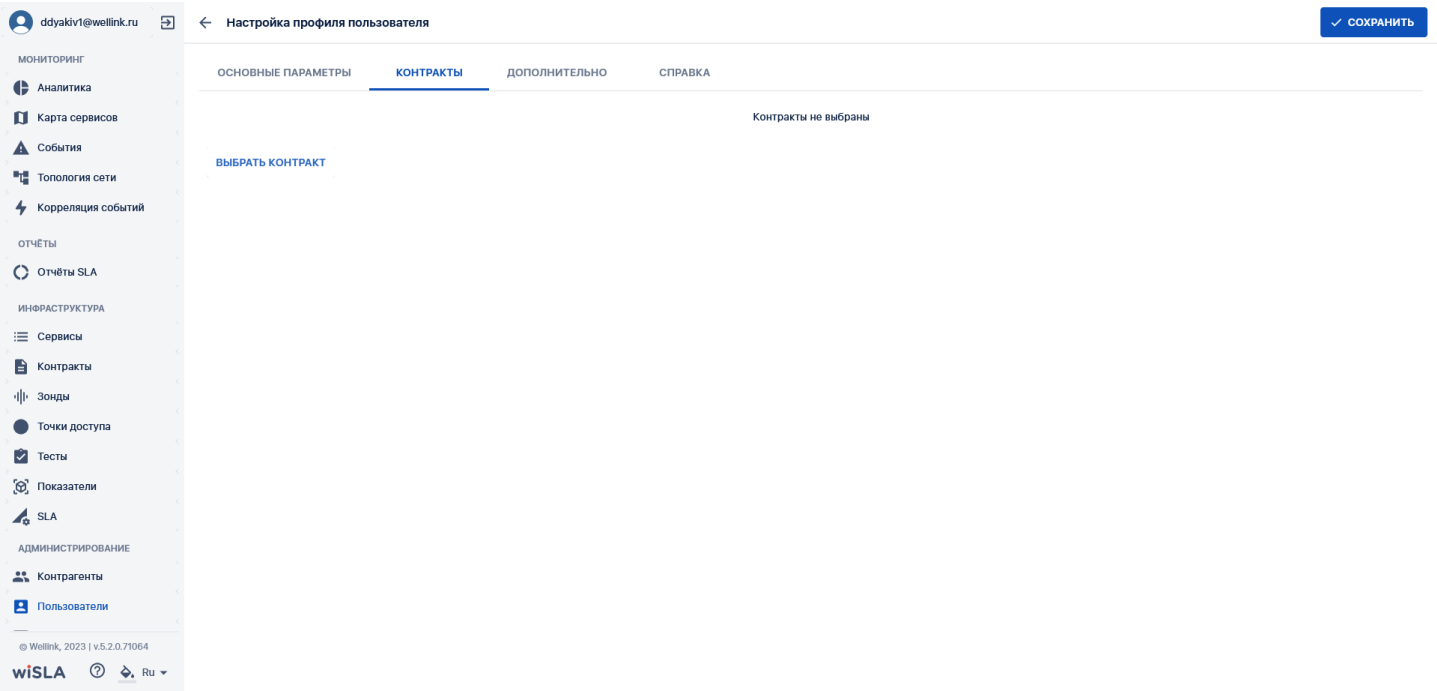 ddyakiv1@wellink.ru
Настройка профиля пользователя
СОХРАНИТЬ
МОНИТОРИНГ
Аналитика
Карта сервисов
События
Топология сети
Корреляция событий
ОТЧЁТЫ
Отчёты SLA
ИНФРАСТРУКТУРА
Сервисы
Контракты
Зонды
Точки доступа
Тесты
Показатели
SLA
АДМИНИСТРИРОВАНИЕ
Контрагенты
Пользователи
© Wellink, 2023 | v.5.2.0.71064
wiSLA
Ru
ОСНОВНЫЕ ПАРАМЕТРЫ
КОНТРАКТЫ
ДОПОЛНИТЕЛЬНО
СПРАВКА
Контракты не выбраны
ВЫБРАТЬ КОНТРАКТ